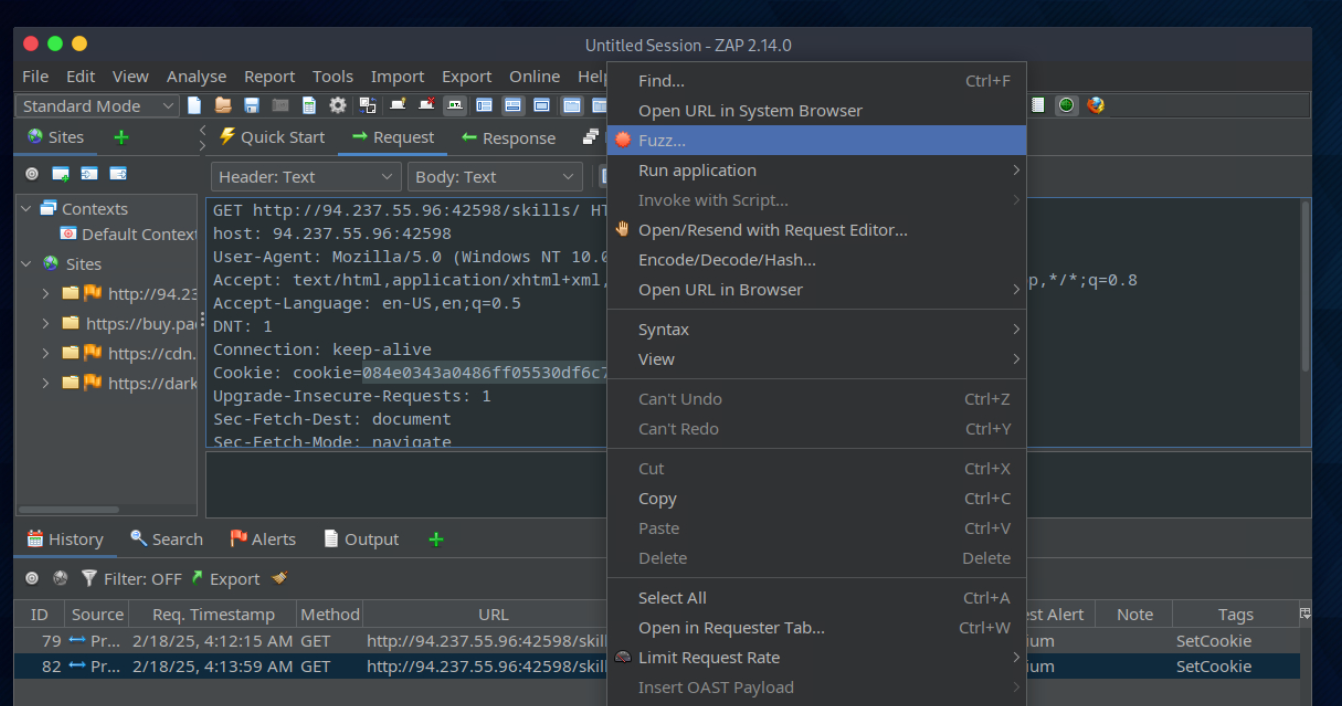 Untitled Session - ZAP 2.14.0
File Edit View Analyse Report Tools Import Export Online Help
Standard Mode
Sites
Quick Start Request Response
Header: Text Body: Text
Contexts
Default Context
Sites
http://94.23
https://buy.pa
https://cdn.
https://dark
GET http://94.237.55.96:42598/skills/ HT
host: 94.237.55.96:42598
User-Agent: Mozilla/5.0 (Windows NT 10.0
Accept: text/html,application/xhtml+xml, p,*/*;q=0.8
Accept-Language: en-US,en;q=0.5
DNT: 1
Connection: keep-alive
Cookie: cookie=084e0343a0486ff05530df6c7
Upgrade-Insecure-Requests: 1
Sec-Fetch-Dest: document
Sec-Fetch-Mode: navigate
Find... Ctrl+F
Open URL in System Browser
Fuzz...
Run application
Invoke with Script...
Open/Resend with Request Editor...
Encode/Decode/Hash...
Open URL in Browser
Syntax
View
Can't Undo Ctrl+Z
Can't Redo Ctrl+Y
Cut Ctrl+X
Copy Ctrl+C
Paste Ctrl+V
Delete Delete
Select All Ctrl+A
Open in Requester Tab... Ctrl+W
Limit Request Rate
Insert OAST Payload
History Search Alerts Output
Filter: OFF Export
ID Source Req. Timestamp Method URL est Alert Note Tags
79 Pr... 2/18/25, 4:12:15 AM GET http://94.237.55.96:42598/skill ium SetCookie
82 Pr... 2/18/25, 4:13:59 AM GET http://94.237.55.96:42598/skill ium SetCookie